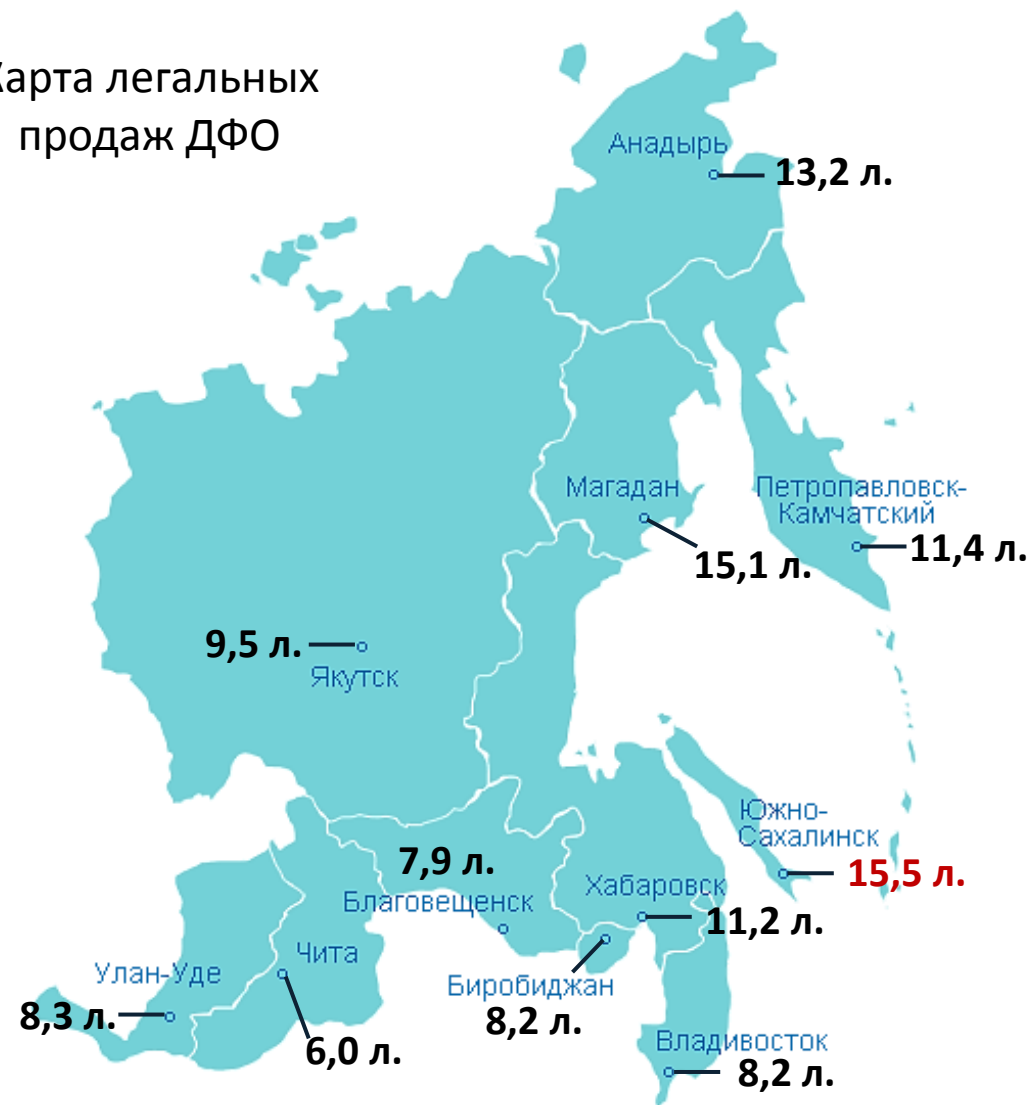 Карта легальных
продаж ДФО
Анадырь
13,2 л.
Магадан
15,1 л.
Петропавловск-
Камчатский
11,4 л.
9,5 л.
Якутск
Южно-
Сахалинск
15,5 л.
7,9 л.
Благовещенск
Хабаровск
11,2 л.
Улан-Уде
8,3 л.
Чита
6,0 л.
Биробиджан
8,2 л.
Владивосток
8,2 л.